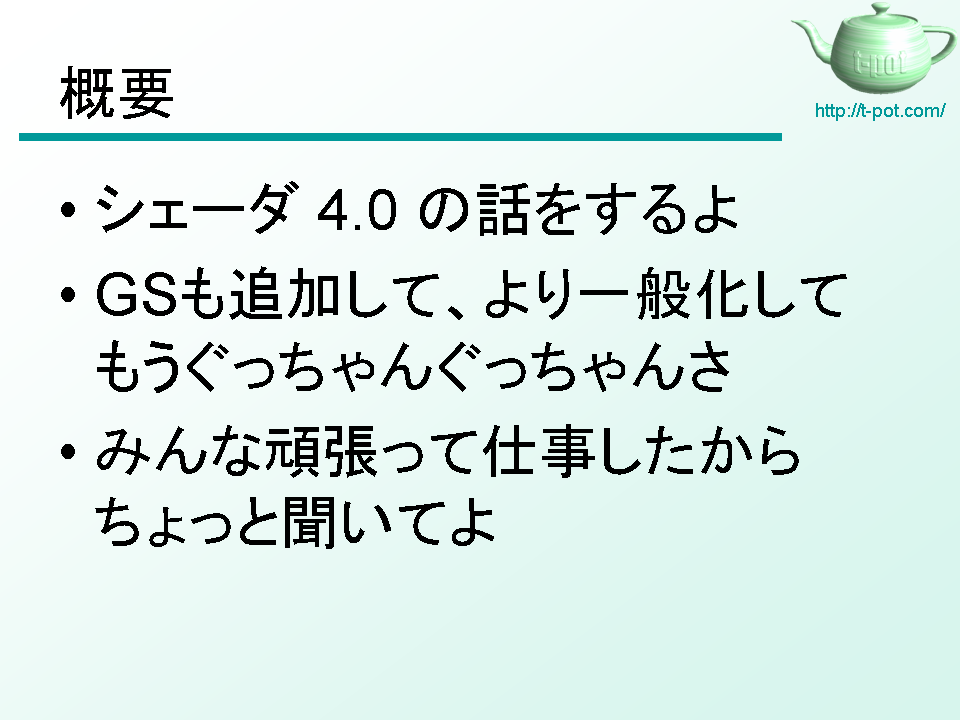 概要
t-pot
http://t-pot.com/
• シェーダ 4.0 の話をするよ
• GSも追加して、より一般化して
もうぐっちゃんぐっちゃんさ
• みんな頑張って仕事したから
ちょっと聞いてよ